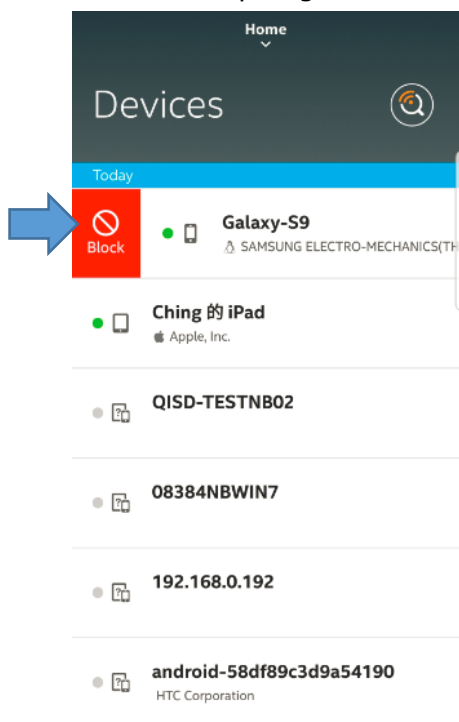 Home
Devices
Today
Block
Galaxy-S9
SAMSUNG ELECTRO-MECHANICS(TH
Ching 的 iPad
Apple, Inc.
QISD-TESTNB02
08384NBWIN7
192.168.0.192
android-58df89c3d9a54190
HTC Corporation